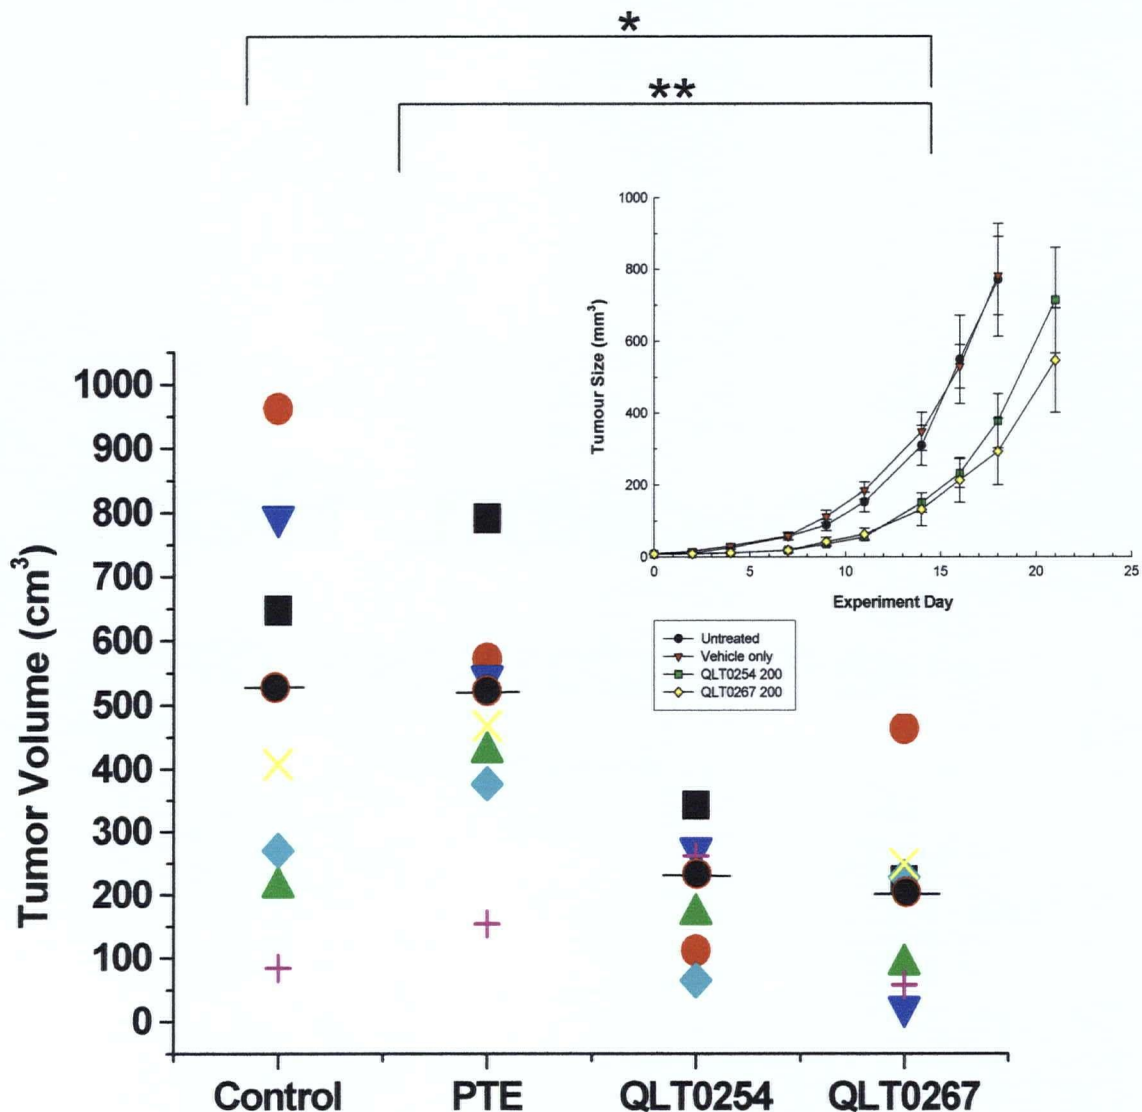 *
**
1000
800
600
400
200
0
Tumour Size (mm³)
0 5 10 15 20 25
Experiment Day
Untreated
Vehicle only
QLT0254 200
QLT0267 200
1000
900
800
700
600
500
400
300
200
100
0
Tumor Volume (cm³)
Control PTE QLT0254 QLT0267